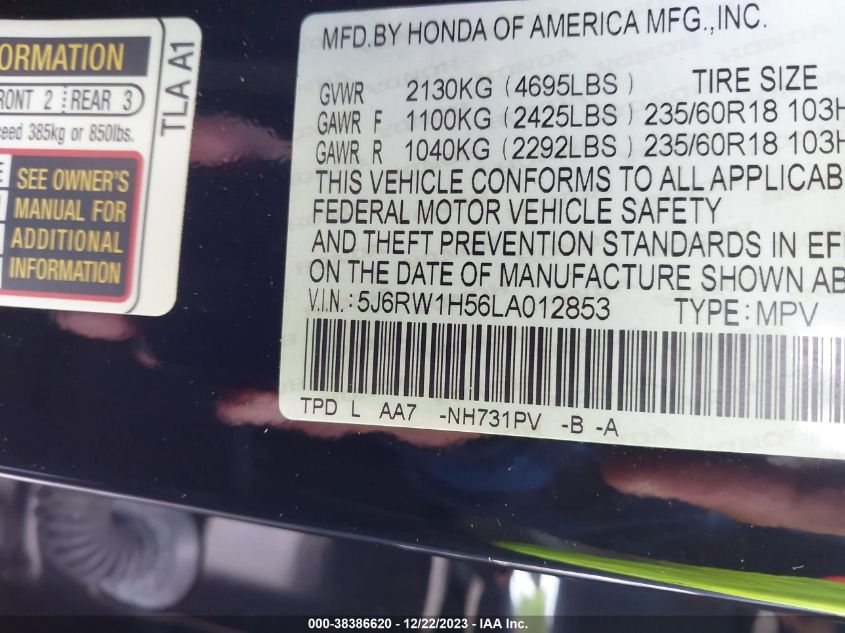 ORMATION
RONT 2 REAR 3
ceed 385kg or 850lbs.
SEE OWNER'S
MANUAL FOR
ADDITIONAL
INFORMATION
TLA A1
MFD.BY HONDA OF AMERICA MFG.,INC.
GVWR 2130KG (4695LBS) TIRE SIZE
GAWR F 1100KG (2425LBS) 235/60R18 103H
GAWR R 1040KG (2292LBS) 235/60R18 103H
THIS VEHICLE CONFORMS TO ALL APPLICAB
FEDERAL MOTOR VEHICLE SAFETY
AND THEFT PREVENTION STANDARDS IN EFF
ON THE DATE OF MANUFACTURE SHOWN AB
V.I.N.: 5J6RW1H56LA012853 TYPE: MPV
TPD L AA7 -NH731PV -B -A
000-38386620 - 12/22/2023 - IAA Inc.